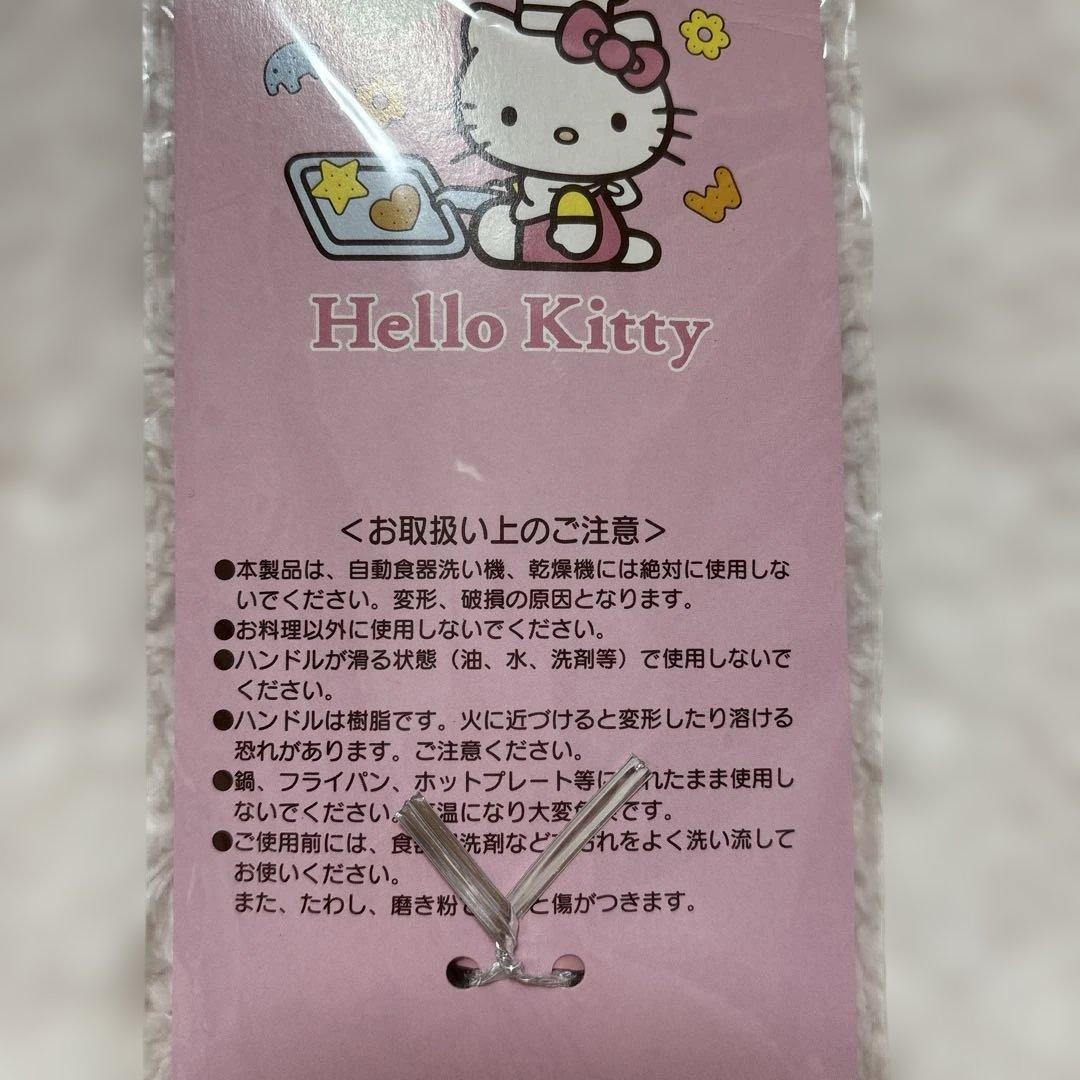 Hello Kitty
＜お取扱い上のご注意＞
●本製品は、自動食器洗い機、乾燥機には絶対に使用しな
いでください。変形、破損の原因となります。
●お料理以外に使用しないでください。
●ハンドルが滑る状態（油、水、洗剤等）で使用しないで
ください。
●ハンドルは樹脂です。火に近づけると変形したり溶ける
恐れがあります。ご注意ください。
●鍋、フライパン、ホットプレート等に れたまま使用し
ないでください。 温になり大変危 です。
●ご使用前には、食器 洗剤など 汚れをよく洗い流して
お使いください。
また、たわし、磨き粉 と傷がつきます。